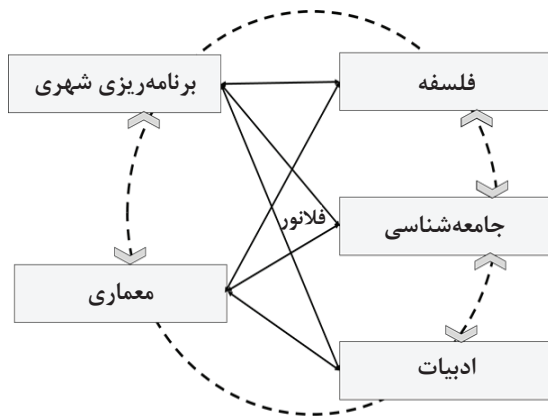 برنامه‌ریزی شهری
فلسفه
فلانور
جامعه‌شناسی
معماری
ادبیات